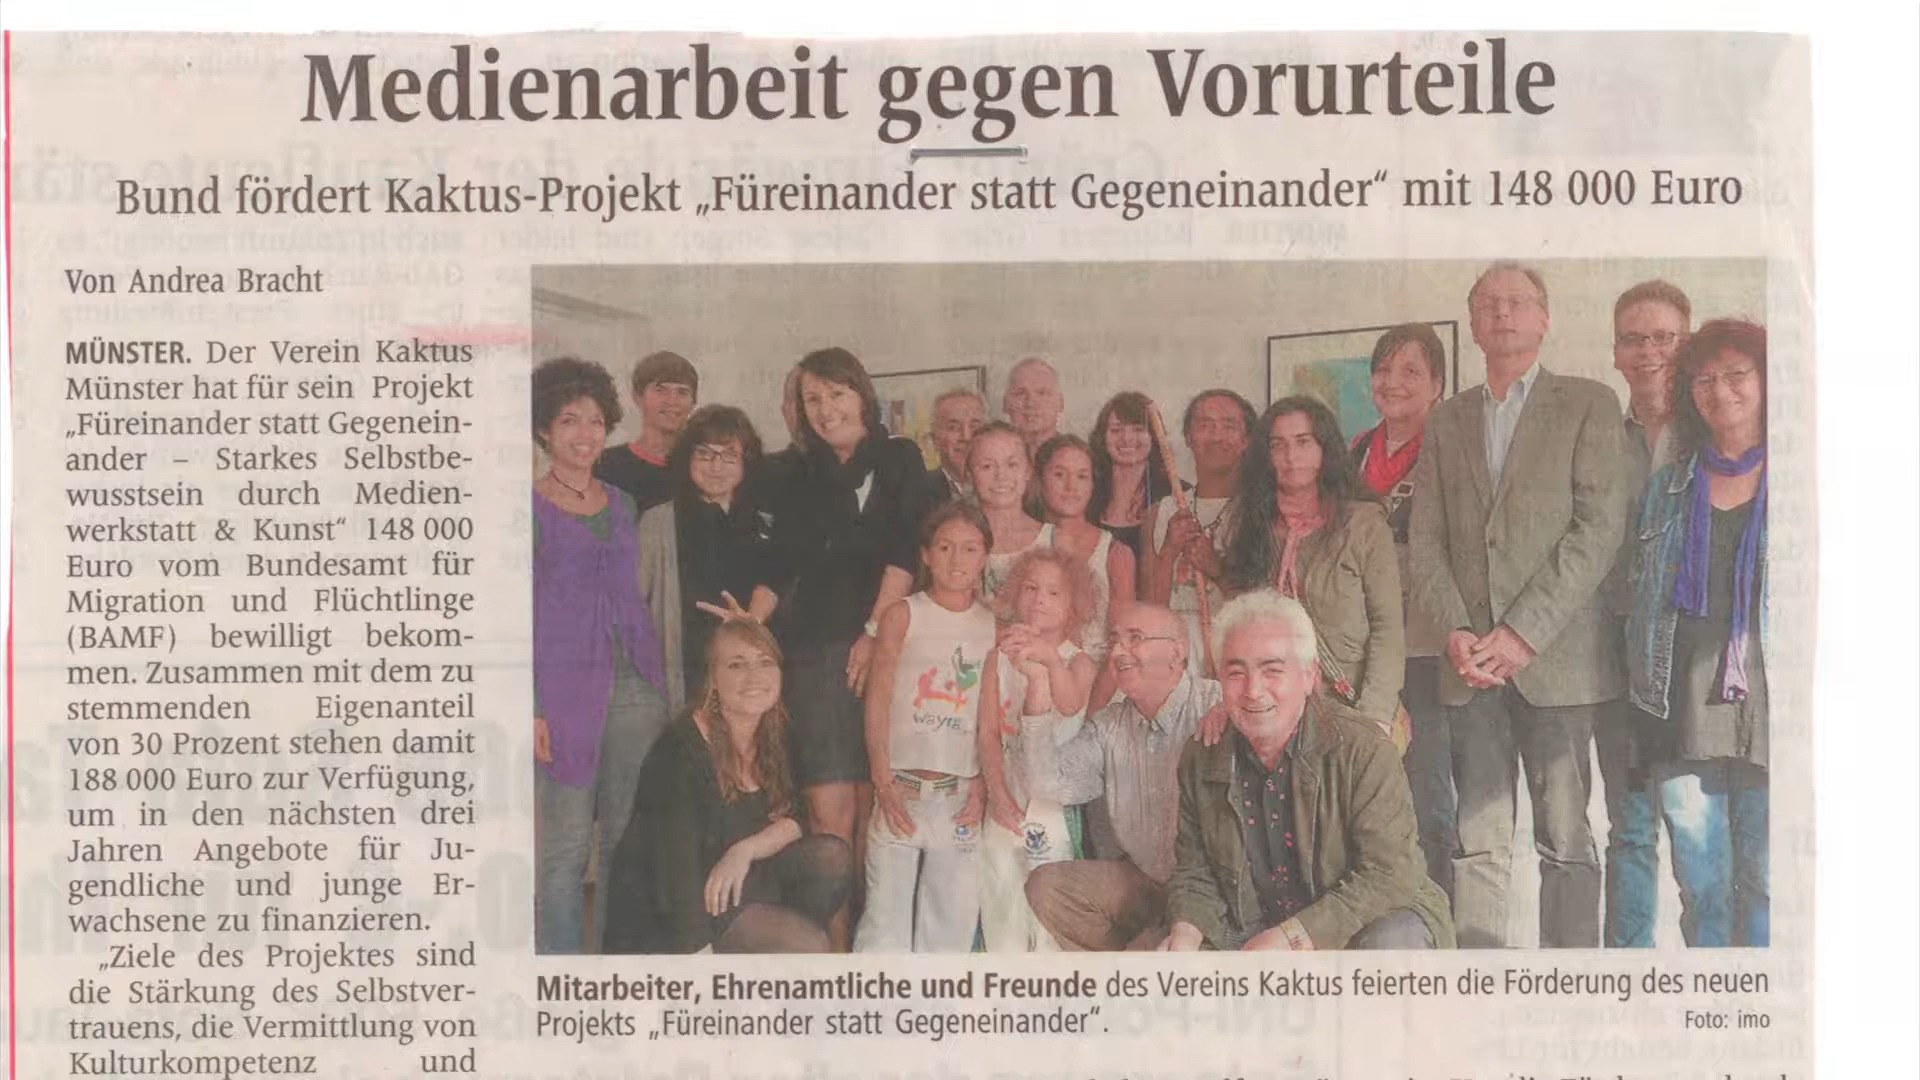 Medienarbeit gegen Vorurteile
Bund fördert Kaktus-Projekt „Füreinander statt Gegeneinander“ mit 148 000 Euro
Von Andrea Bracht
MÜNSTER. Der Verein Kaktus
Münster hat für sein Projekt
„Füreinander statt Gegenein-
ander – Starkes Selbstbe-
wusstsein durch Medien-
werkstatt & Kunst“ 148 000
Euro vom Bundesamt für
Migration und Flüchtlinge
(BAMF) bewilligt bekom-
men. Zusammen mit dem zu
stemmenden Eigenanteil
von 30 Prozent stehen damit
188 000 Euro zur Verfügung,
um in den nächsten drei
Jahren Angebote für Ju-
gendliche und junge Er-
wachsene zu finanzieren.
„Ziele des Projektes sind
die Stärkung des Selbstver-
trauens, die Vermittlung von
Kulturkompetenz und
wayra
Mitarbeiter, Ehrenamtliche und Freunde des Vereins Kaktus feierten die Förderung des neuen
Projekts „Füreinander statt Gegeneinander“.
Foto: imo